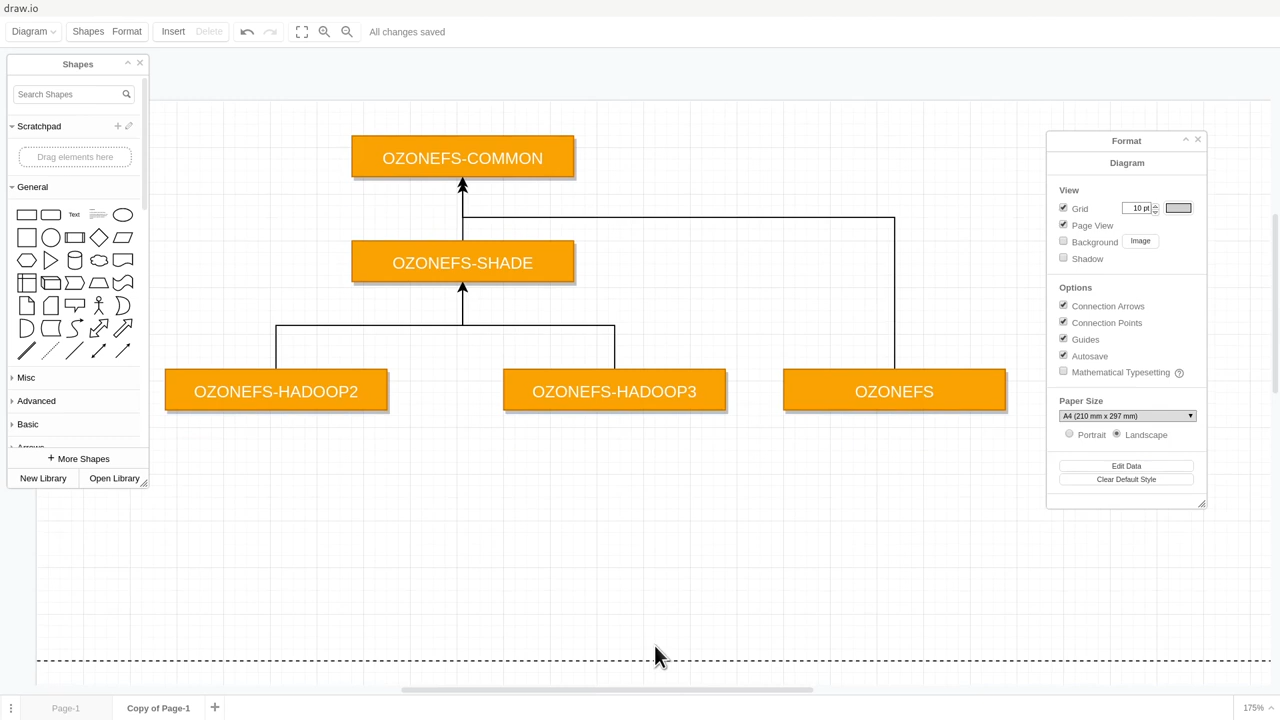 draw.io
Diagram Shapes Format Insert Delete All changes saved
Shapes
Search Shapes
Scratchpad
Drag elements here
General
Text
Misc
Advanced
Basic
Arrows
More Shapes
New Library Open Library
OZONEFS-COMMON
OZONEFS-SHADE
OZONEFS-HADOOP2 OZONEFS-HADOOP3 OZONEFS
Format
Diagram
View
Grid 10 pt
Page View
Background Image
Shadow
Options
Connection Arrows
Connection Points
Guides
Autosave
Mathematical Typesetting ?
Paper Size
A4 (210 mm x 297 mm)
Portrait Landscape
Edit Data
Clear Default Style
Page-1 Copy of Page-1 175%